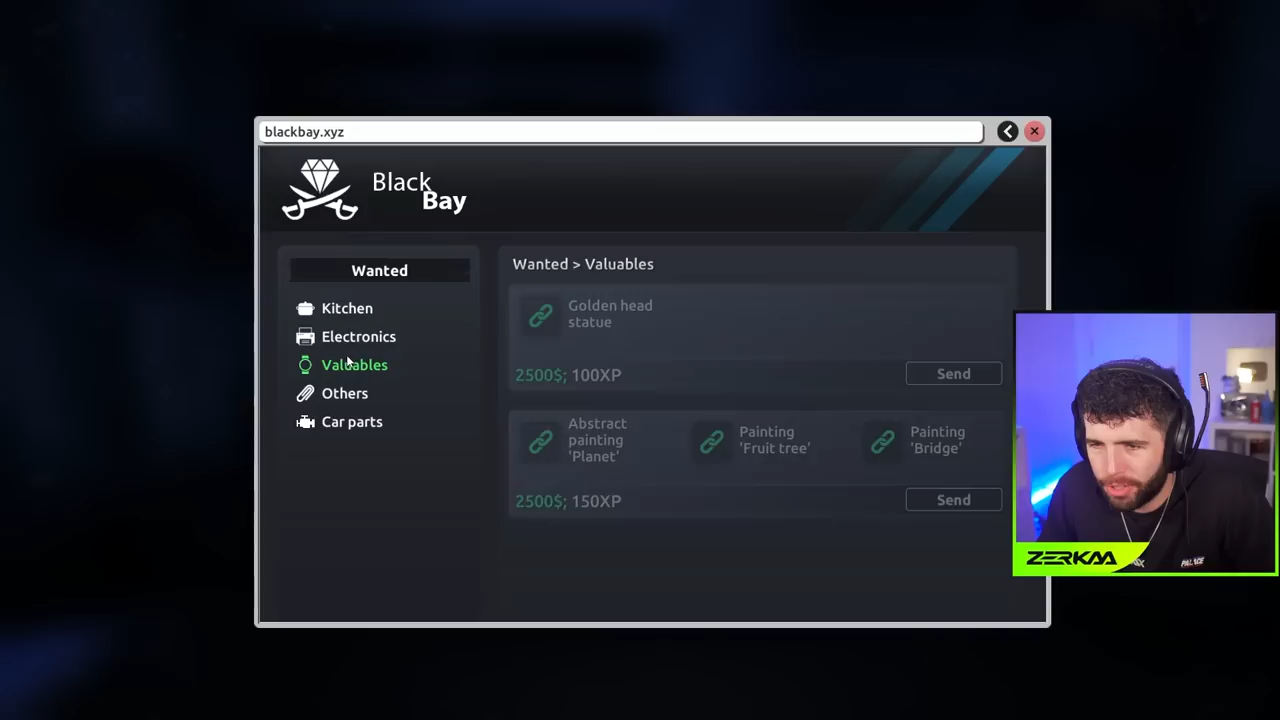 blackbay.xyz
Black
Bay
Wanted
Kitchen
Electronics
Valuables
Others
Car parts
Wanted > Valuables
Golden head
statue
2500$; 100XP
Send
Abstract
painting
'Planet'
Painting
'Fruit tree'
Painting
'Bridge'
2500$; 150XP
Send
ZERKAA
PALACE